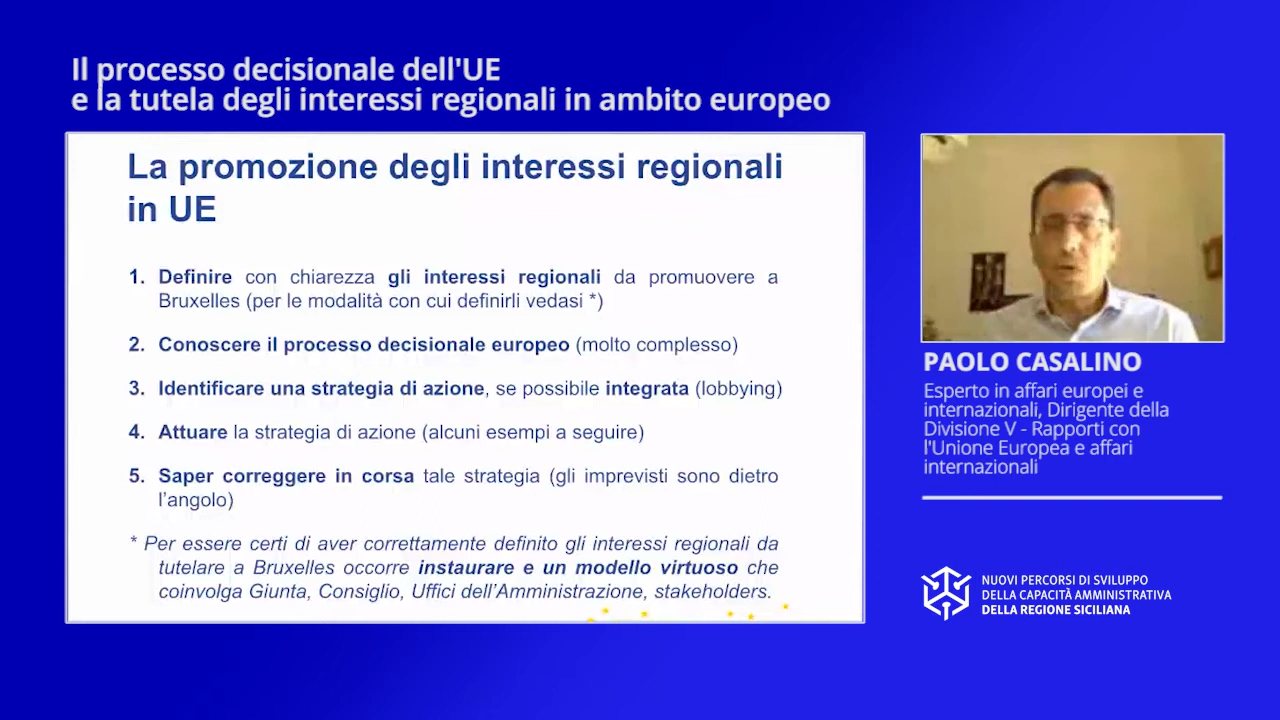 Il processo decisionale dell'UE
e la tutela degli interessi regionali in ambito europeo
La promozione degli interessi regionali
in UE
1. Definire con chiarezza gli interessi regionali da promuovere a
Bruxelles (per le modalità con cui definirli vedasi *)
2. Conoscere il processo decisionale europeo (molto complesso)
3. Identificare una strategia di azione, se possibile integrata (lobbying)
4. Attuare la strategia di azione (alcuni esempi a seguire)
5. Saper correggere in corsa tale strategia (gli imprevisti sono dietro
l'angolo)
* Per essere certi di aver correttamente definito gli interessi regionali da
tutelare a Bruxelles occorre instaurare e un modello virtuoso che
coinvolga Giunta, Consiglio, Uffici dell'Amministrazione, stakeholders.
PAOLO CASALINO
Esperto in affari europei e
internazionali, Dirigente della
Divisione V - Rapporti con
l'Unione Europea e affari
internazionali
NUOVI PERCORSI DI SVILUPPO
DELLA CAPACITÀ AMMINISTRATIVA
DELLA REGIONE SICILIANA